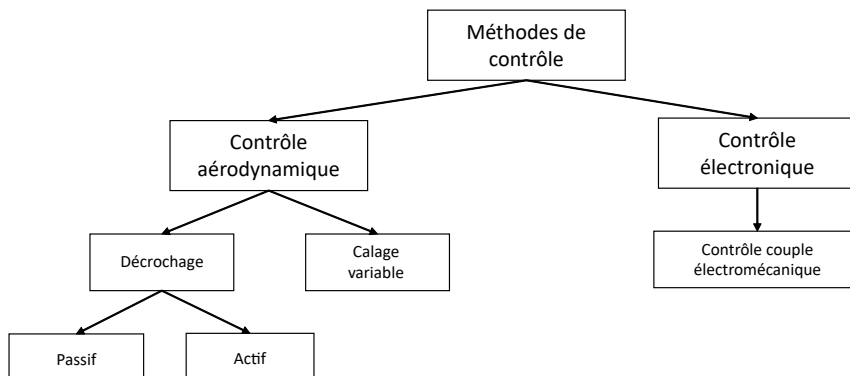 Méthodes de
contrôle
Contrôle
aérodynamique
Contrôle
électronique
Décrochage
Calage
variable
Contrôle couple
électromécanique
Passif
Actif